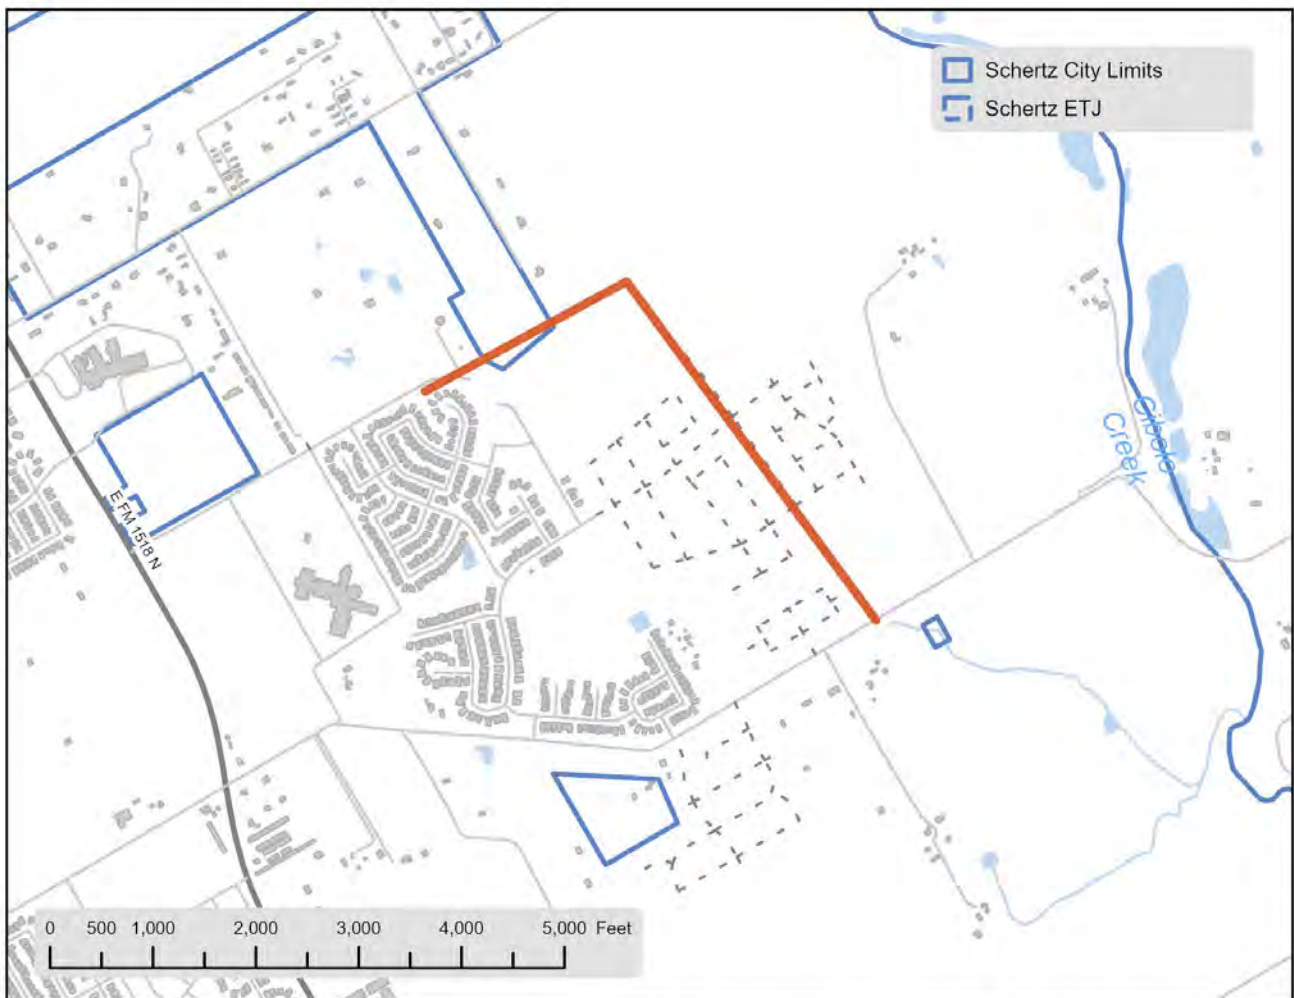 Schertz City Limits
Schertz ETJ
Cibolo
Creek
E FM 1518 N
0 500 1,000 2,000 3,000 4,000 5,000 Feet